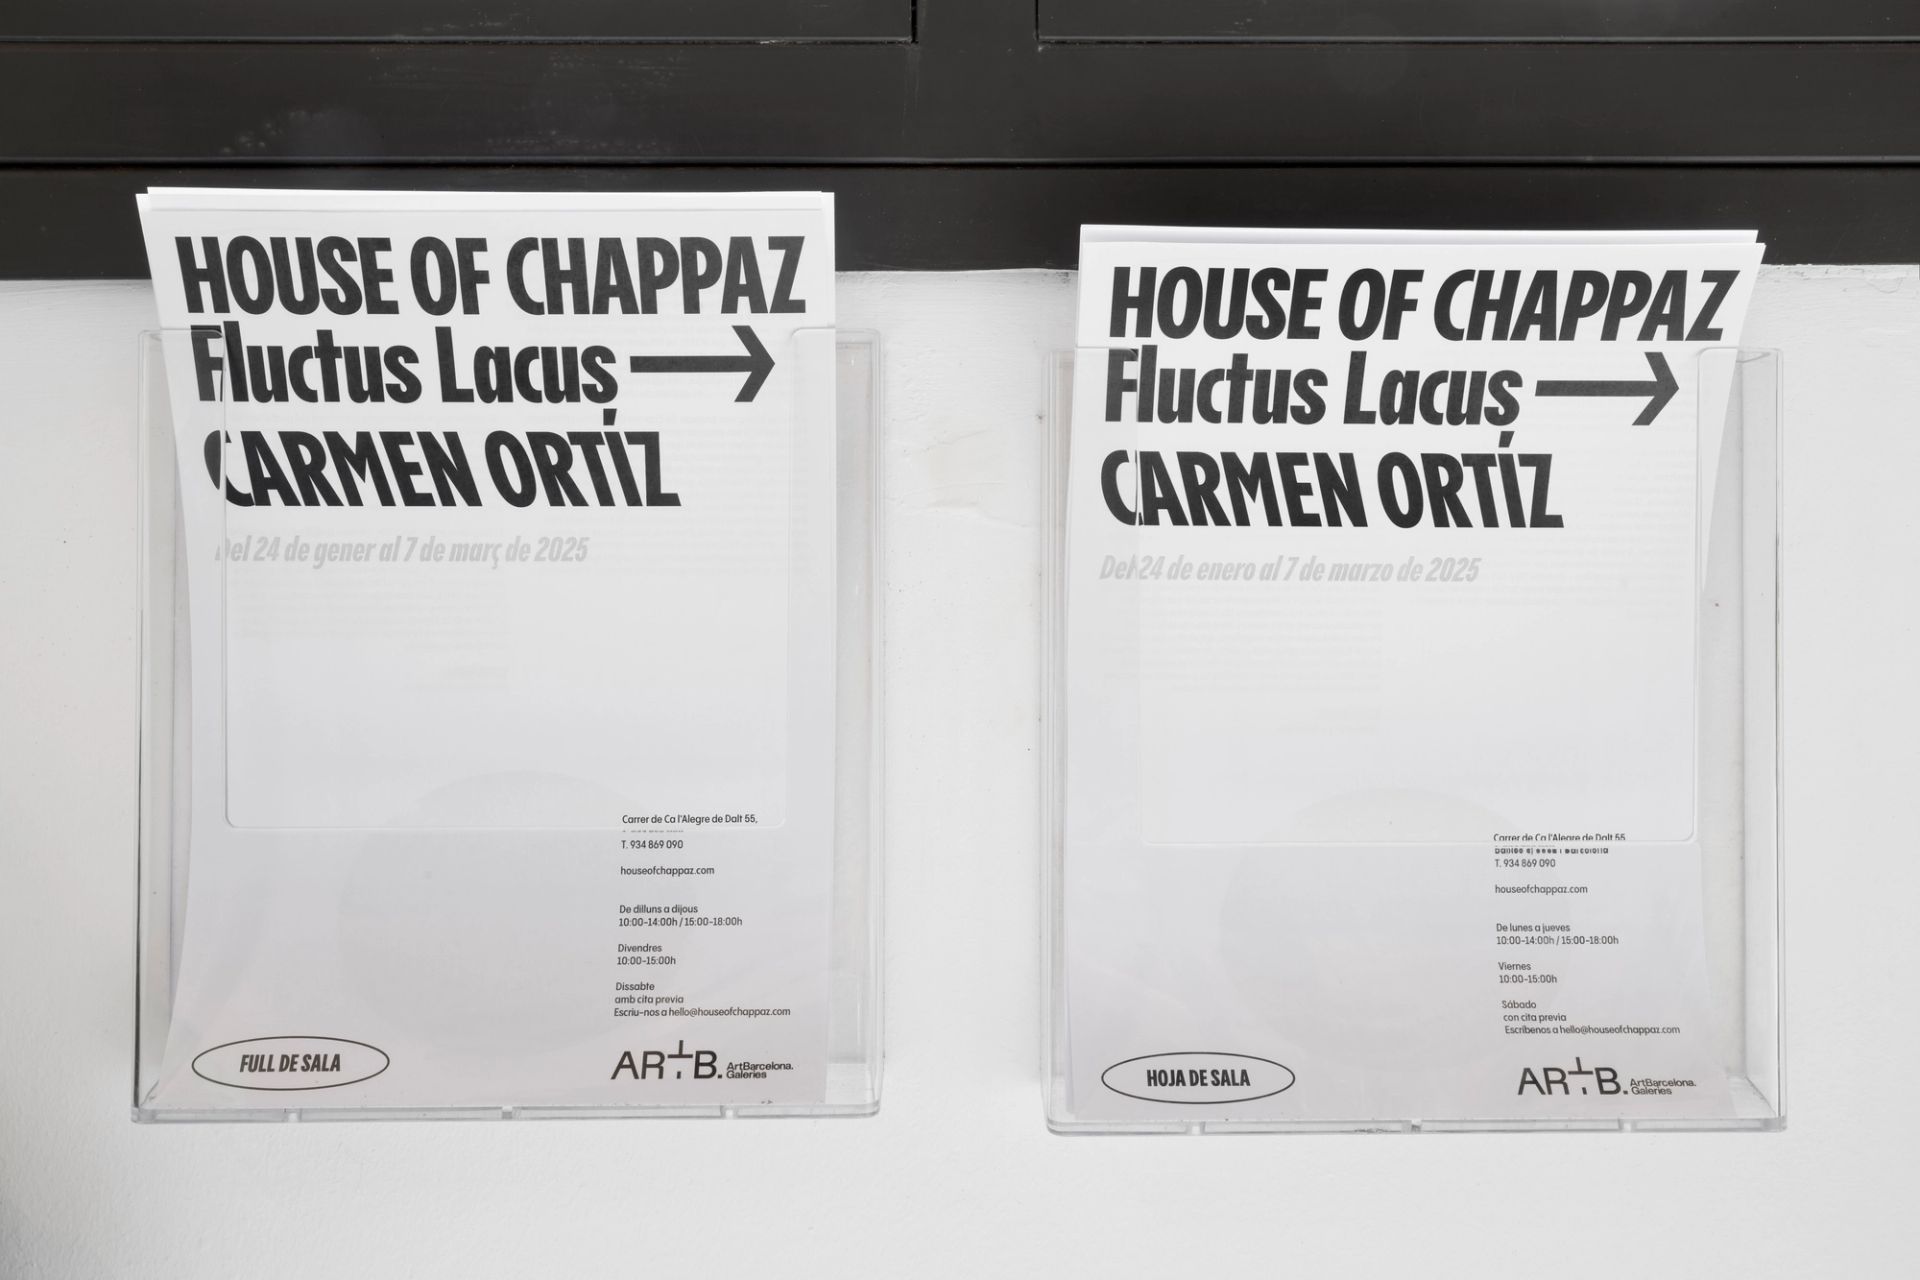 HOUSE OF CHAPPAZ
Fluctus Lacus, →
CARMEN ORTÍZ
Del 24 de gener al 7 de març de 2025
Carrer de Ca l'Alegre de Dalt 55,
T. 934 869 090
houseofchappaz.com
De dilluns a dijous
10:00-14:00h / 15:00-18:00h
Divendres
10:00-15:00h
Dissabte
amb cita previa
Escriu-nos a hello@houseofchappaz.com
FULL DE SALA
ARTB. ArtBarcelona.
Galeries
HOUSE OF CHAPPAZ
Fluctus Lacus, →
CARMEN ORTÍZ
Del 24 de enero al 7 de marzo de 2025
Carrer de Ca l'Alegre de Dalt 55
T. 934 869 090
houseofchappaz.com
De lunes a jueves
10:00-14:00h / 15:00-18:00h
Viernes
10:00-15:00h
Sábado
con cita previa
Escríbenos a hello@houseofchappaz.com
HOJA DE SALA
ARTB. ArtBarcelona.
Galeries